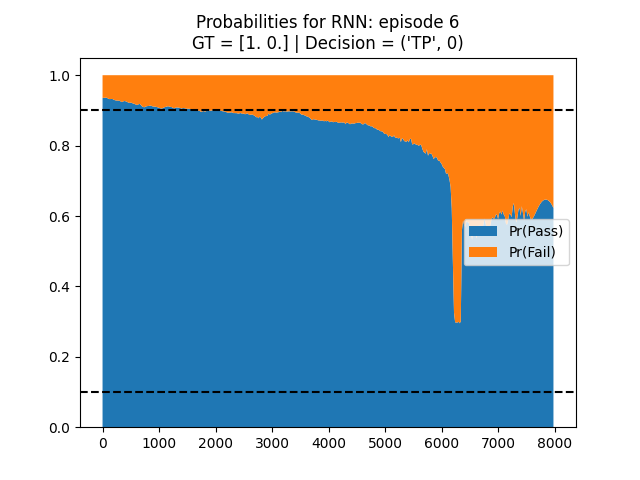 Probabilities for RNN: episode 6
GT = [1. 0.] | Decision = ('TP', 0)
1.0
0.8
0.6
0.4
0.2
0.0
Pr(Pass)
Pr(Fail)
0 1000 2000 3000 4000 5000 6000 7000 8000